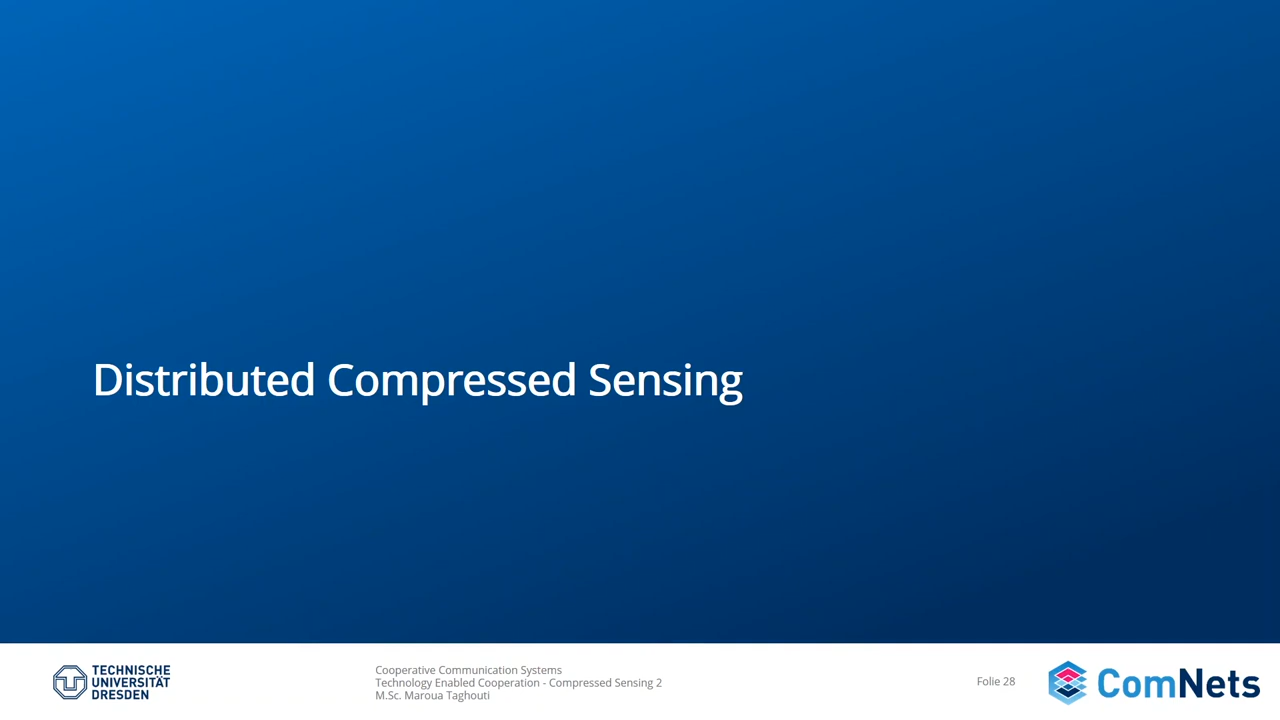 Distributed Compressed Sensing
TECHNISCHE
UNIVERSITÄT
DRESDEN
Cooperative Communication Systems
Technology Enabled Cooperation - Compressed Sensing 2
M.Sc. Maroua Taghouti
Folie 28
ComNets